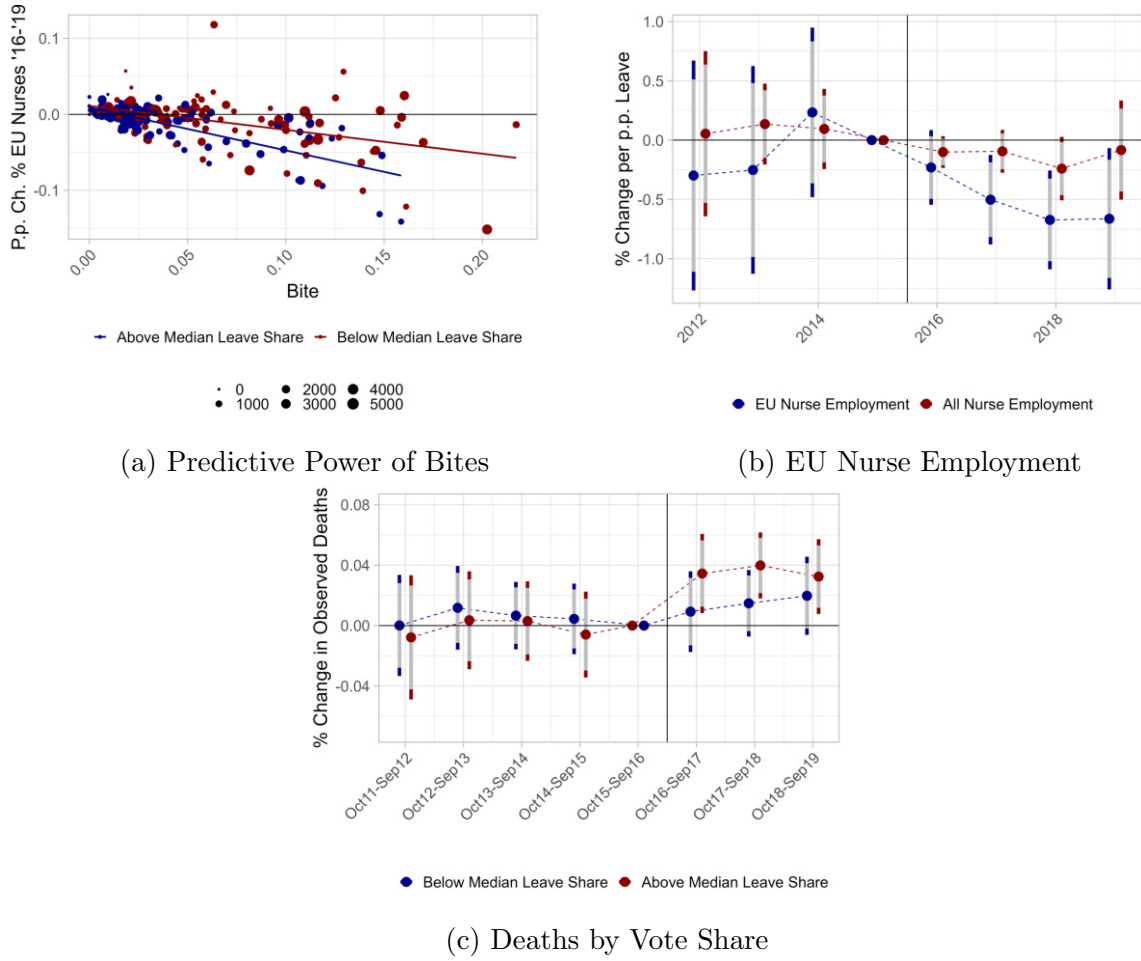 P.p. Ch. % EU Nurses '16-'19
0.1
0.0
-0.1
0.00
0.05
0.10
0.15
0.20
Bite
Above Median Leave Share
Below Median Leave Share
0
2000
4000
1000
3000
5000
(a) Predictive Power of Bites
% Change per p.p. Leave
1.0
0.5
0.0
-0.5
-1.0
2012
2014
2016
2018
EU Nurse Employment
All Nurse Employment
(b) EU Nurse Employment
% Change in Observed Deaths
0.08
0.04
0.00
-0.04
Oct11-Sep12
Oct12-Sep13
Oct13-Sep14
Oct14-Sep15
Oct15-Sep16
Oct16-Sep17
Oct17-Sep18
Oct18-Sep19
Below Median Leave Share
Above Median Leave Share
(c) Deaths by Vote Share